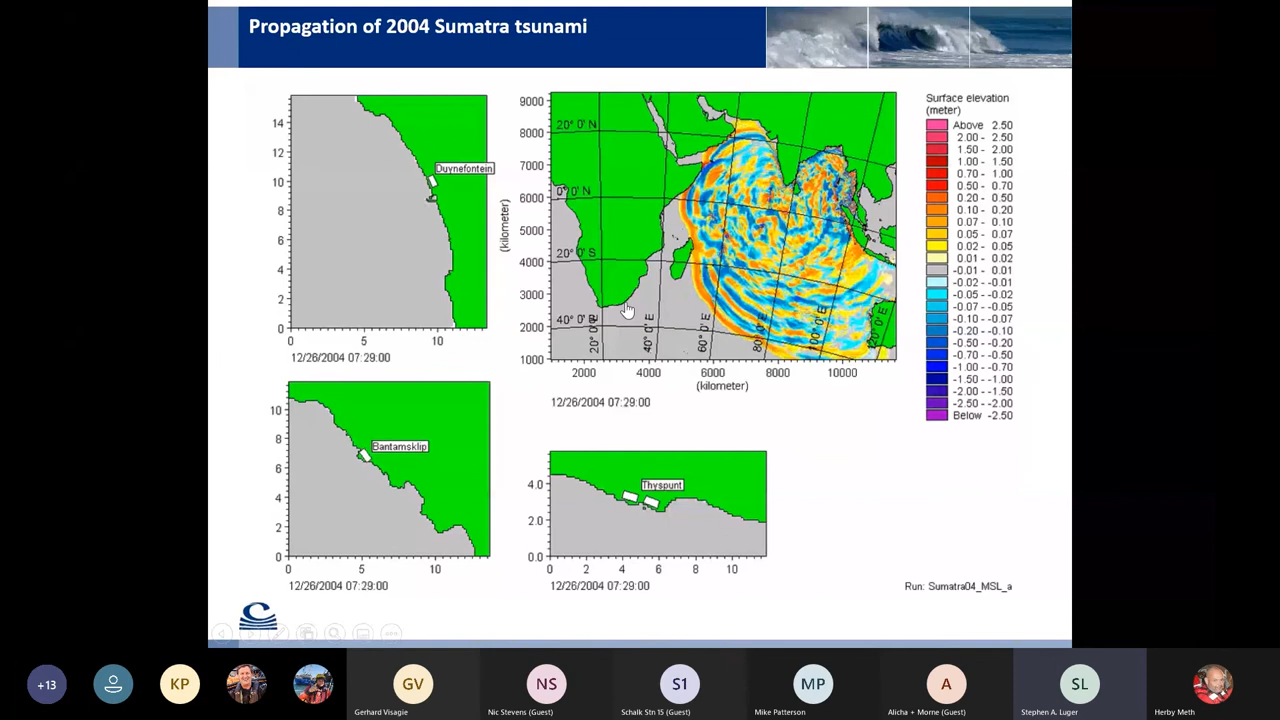 Propagation of 2004 Sumatra tsunami
14
12
10
8
6
4
2
0
Duynefontein
0
5
10
12/26/2004 07:29:00
9000
8000
7000
6000
5000
4000
3000
2000
1000
(kilometer)
20° 0' N
0° 0' N
20° 0' S
40° 0'
20° 0' E
40° 0' E
60° 0' E
80° 0' E
100° 0' E
120° 0' E
2000
4000
6000
8000
10000
(kilometer)
12/26/2004 07:29:00
Surface elevation
(meter)
Above 2.50
2.00 - 2.50
1.50 - 2.00
1.00 - 1.50
0.70 - 1.00
0.50 - 0.70
0.20 - 0.50
0.10 - 0.20
0.07 - 0.10
0.05 - 0.07
0.02 - 0.05
0.01 - 0.02
-0.01 - 0.01
-0.02 - -0.01
-0.05 - -0.02
-0.07 - -0.05
-0.10 - -0.07
-0.20 - -0.10
-0.50 - -0.20
-0.70 - -0.50
-1.00 - -0.70
-1.50 - -1.00
-2.00 - -1.50
-2.50 - -2.00
Below -2.50
10
8
6
4
2
0
Bantamsklip
0
5
10
12/26/2004 07:29:00
4.0
2.0
0.0
Thyspunt
0
2
4
6
8
10
12/26/2004 07:29:00
Run: Sumatra04_MSL_a
+13
KP
GV
Gerhard Visagie
NS
Nic Stevens (Guest)
S1
Schalk Stn 15 (Guest)
MP
Mike Patterson
A
Alicha + Morne (Guest)
SL
Stephen A. Luger
Herby Meth